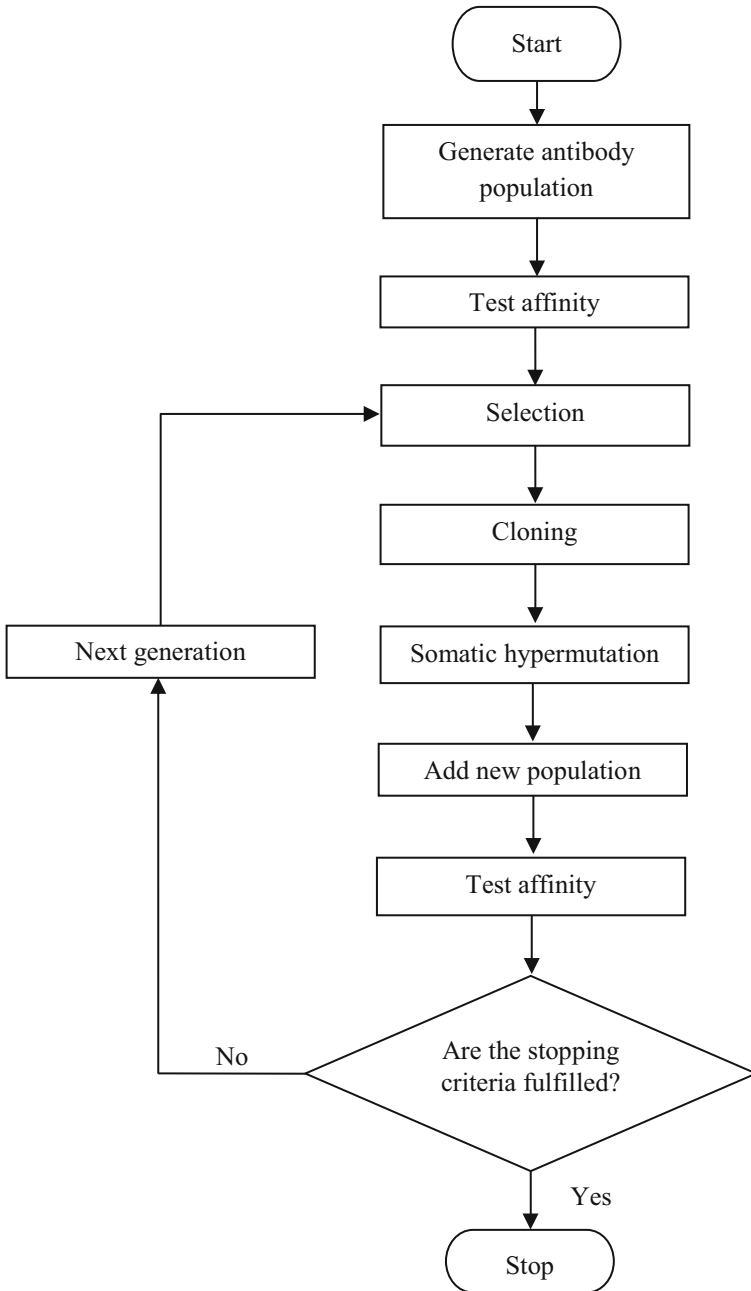 Start
Generate antibody
population
Test affinity
Selection
Cloning
Next generation
Somatic hypermutation
Add new population
Test affinity
No
Are the stopping
criteria fulfilled?
Yes
Stop